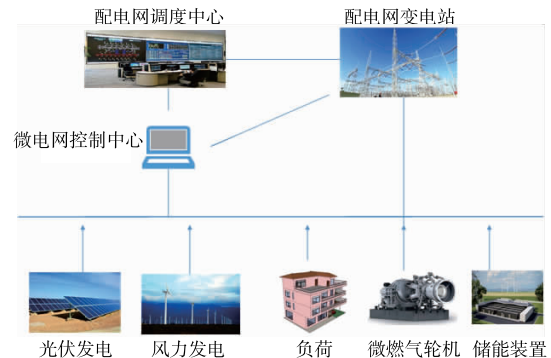 配电网调度中心
配电网变电站
微电网控制中心
光伏发电
风力发电
负荷
微燃气轮机
储能装置